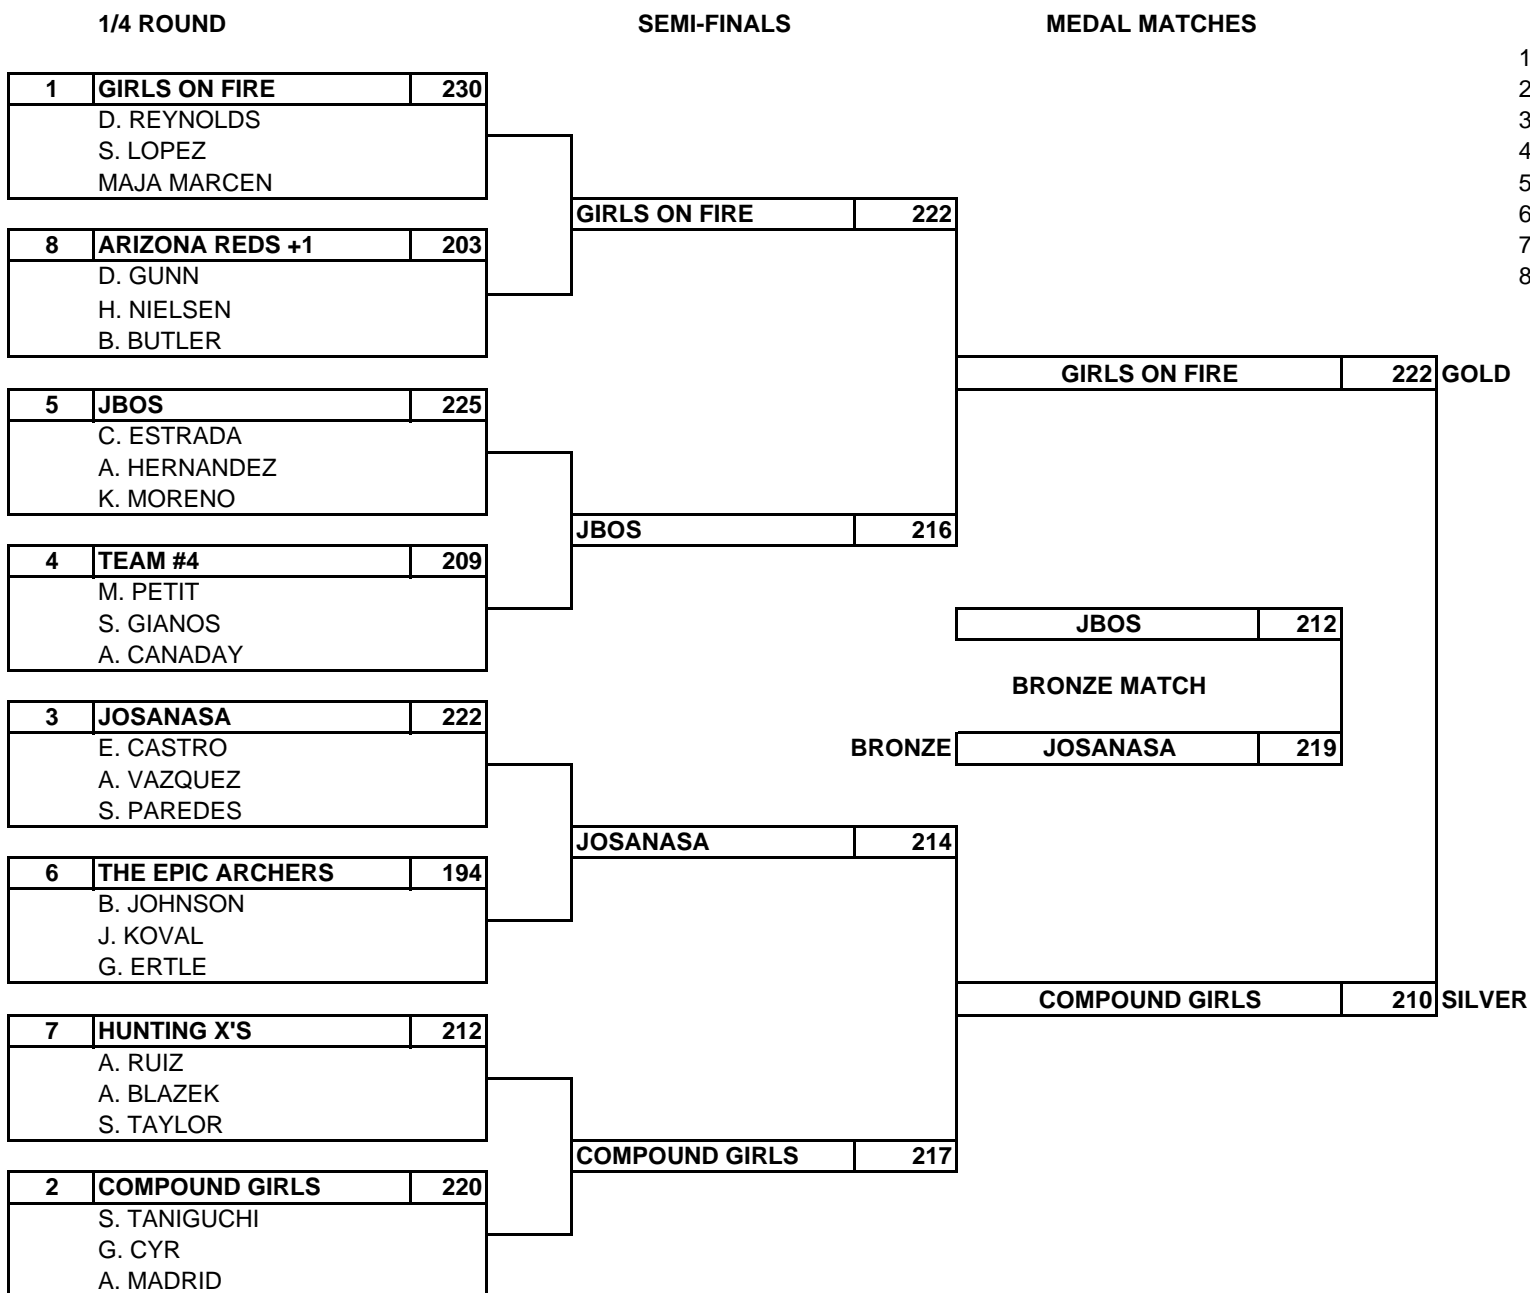 1/4 ROUND SEMI-FINALS MEDAL MATCHES
1
1 GIRLS ON FIRE 230 2
D. REYNOLDS 3
S. LOPEZ 4
MAJA MARCEN 5
GIRLS ON FIRE 222 6
8 ARIZONA REDS +1 203 7
D. GUNN 8
H. NIELSEN
B. BUTLER
GIRLS ON FIRE 222 GOLD
5 JBOS 225
C. ESTRADA
A. HERNANDEZ
K. MORENO
JBOS 216
4 TEAM #4 209
M. PETIT
S. GIANOS JBOS 212
A. CANADAY
BRONZE MATCH
3 JOSANASA 222
E. CASTRO BRONZE JOSANASA 219
A. VAZQUEZ
S. PAREDES
JOSANASA 214
6 THE EPIC ARCHERS 194
B. JOHNSON
J. KOVAL
G. ERTLE
COMPOUND GIRLS 210 SILVER
7 HUNTING X'S 212
A. RUIZ
A. BLAZEK
S. TAYLOR
COMPOUND GIRLS 217
2 COMPOUND GIRLS 220
S. TANIGUCHI
G. CYR
A. MADRID